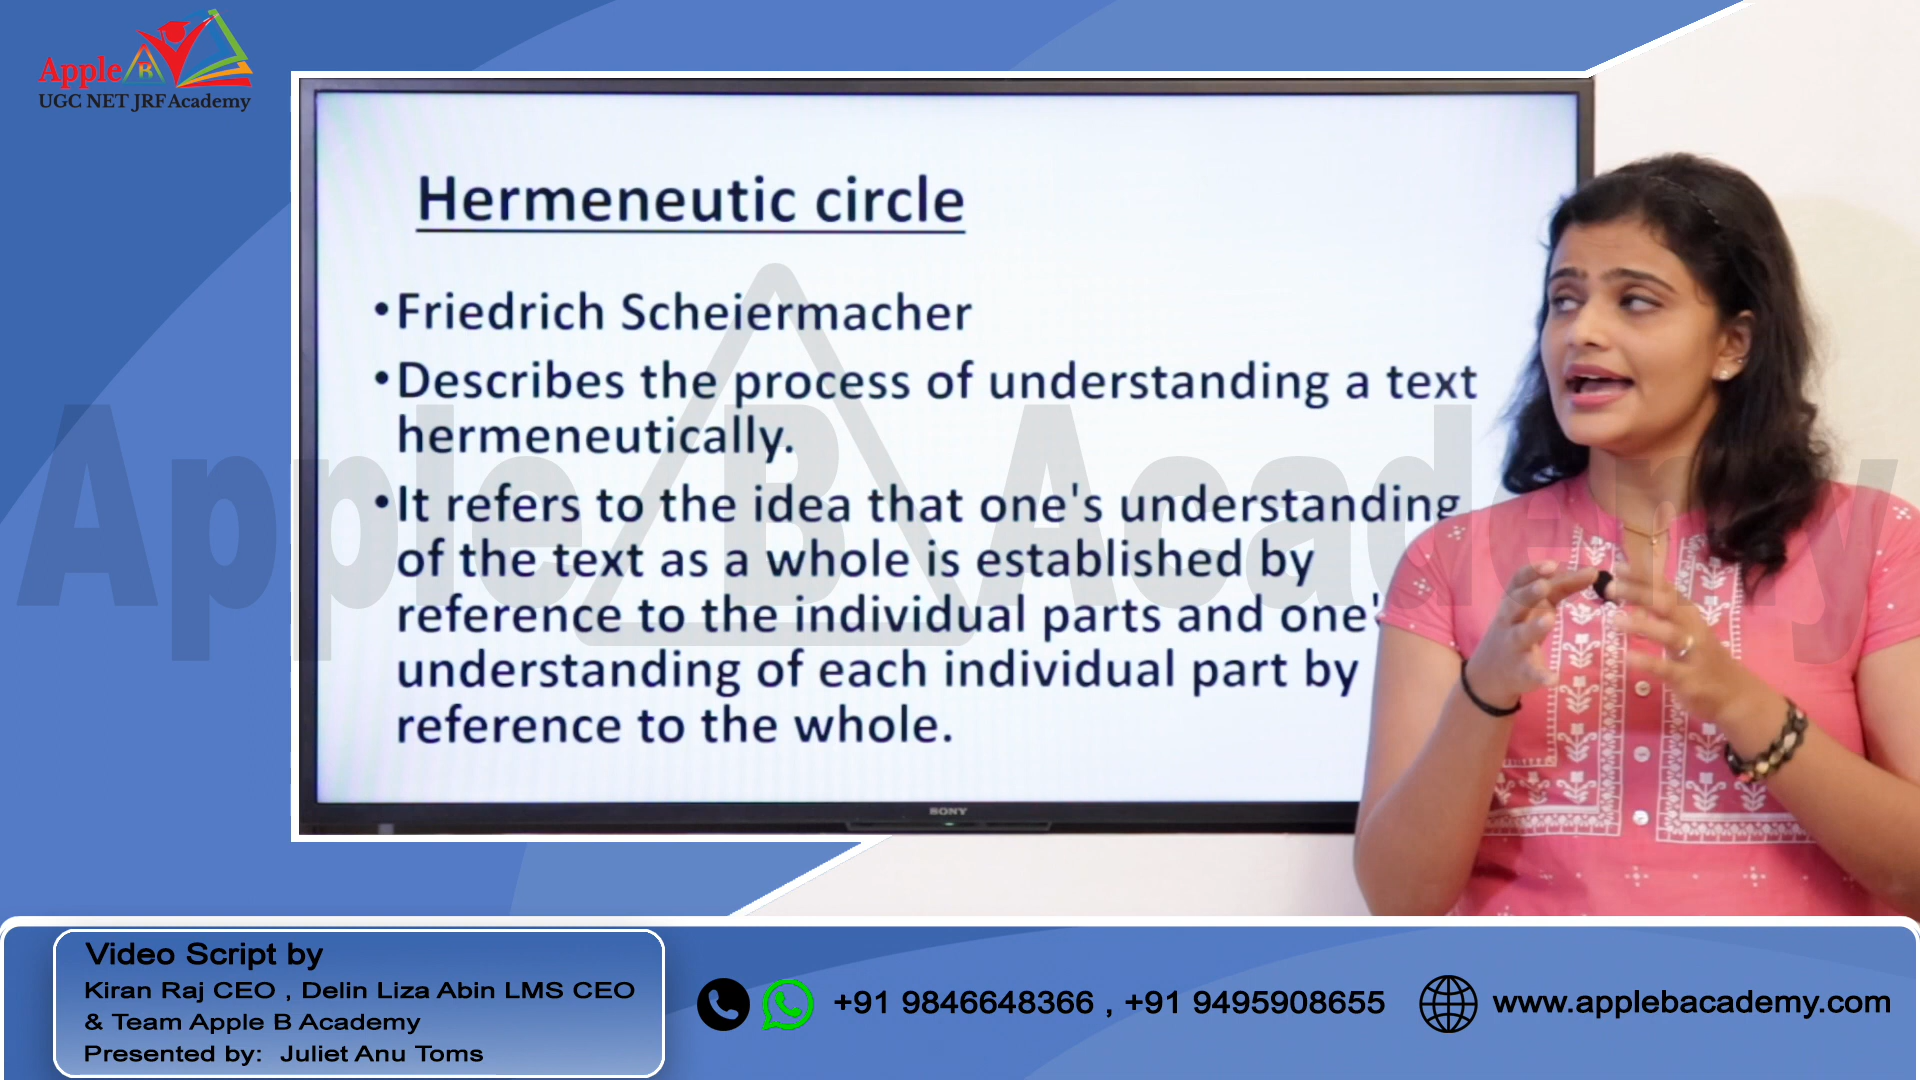 Apple B
UGC NET JRF Academy
Hermeneutic circle
•Friedrich Scheiermacher
•Describes the process of understanding a text
hermeneutically.
•It refers to the idea that one's understanding
of the text as a whole is established by
reference to the individual parts and one'
understanding of each individual part by
reference to the whole.
Apple B Academy
SONY
Video Script by
Kiran Raj CEO , Delin Liza Abin LMS CEO
& Team Apple B Academy
Presented by: Juliet Anu Toms
+91 9846648366 , +91 9495908655
www.applebacademy.com